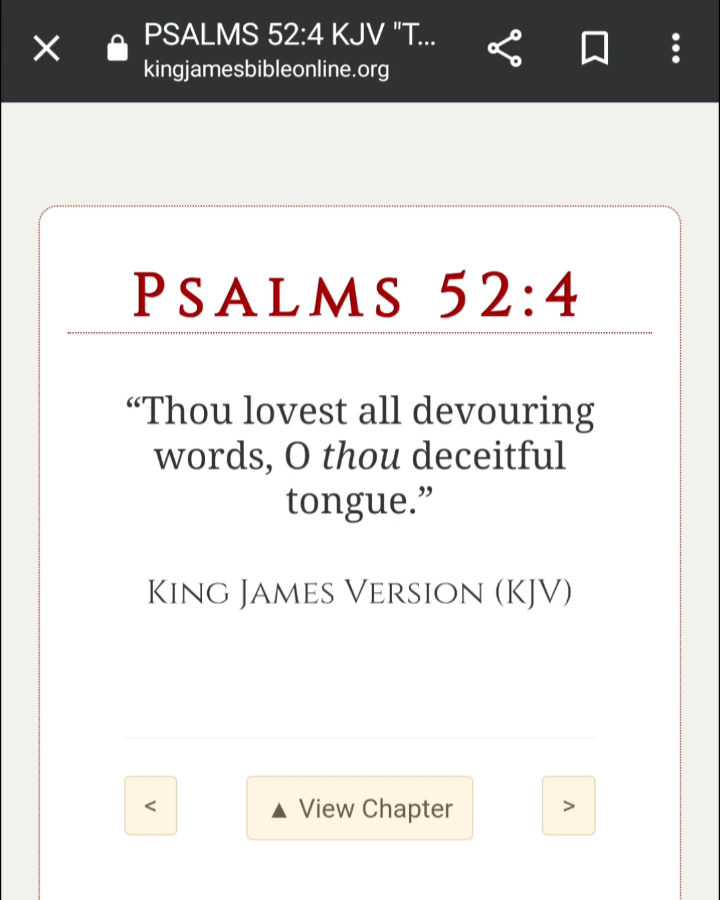 PSALMS 52:4 KJV "T...
kingjamesbibleonline.org
PSALMS 52:4
“Thou lovest all devouring
words, O thou deceitful
tongue.”
KING JAMES VERSION (KJV)
<
▲ View Chapter
>